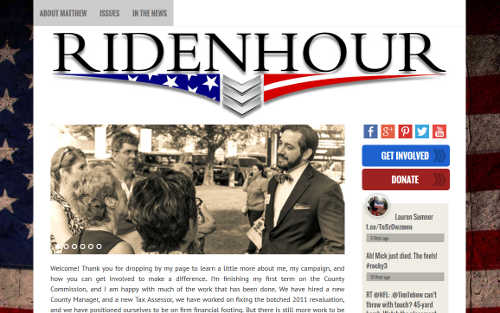 ABOUT MATTHEW ISSUES IN THE NEWS
RIDENHOUR
GET INVOLVED
DONATE
Lauren Sumner
Ah! Mick just died. The feels!
#rocky3
RT @NFL: .@TimTebow can't
throw with touch? 45-yard
Welcome! Thank you for dropping by my page to learn a little more about me, my campaign, and
how you can get involved to make a difference. I'm finishing my first term on the County
Commission, and I am happy with much of the work that has been done. We have hired a new
County Manager, and a new Tax Assessor, we have worked on fixing the botched 2011 revaluation,
and we have positioned ourselves to be on firm financial footing. But there is still more work to be